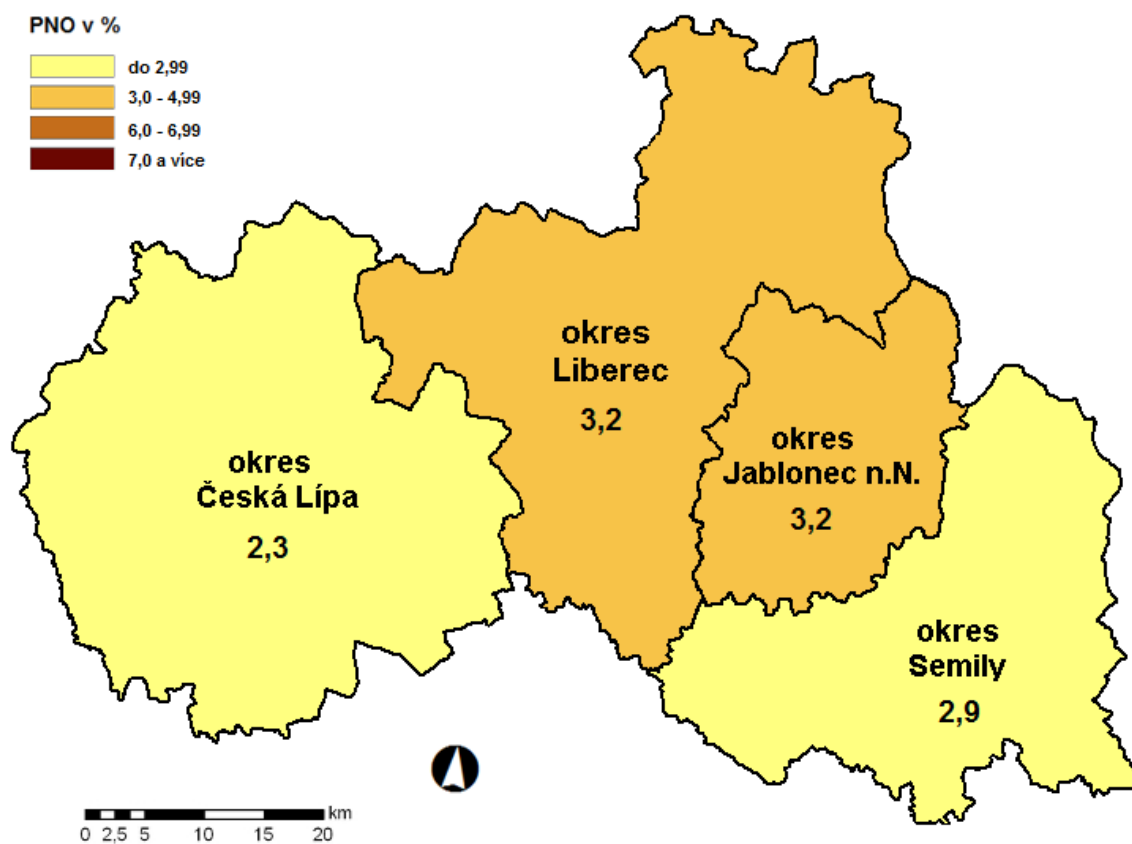 PNO v %
do 2,99
3,0 - 4,99
6,0 - 6,99
7,0 a více
okres
Liberec
3,2
okres
Jablonec n.N.
3,2
okres
Česká Lípa
2,3
okres
Semily
2,9
km
0 2,5 5 10 15 20